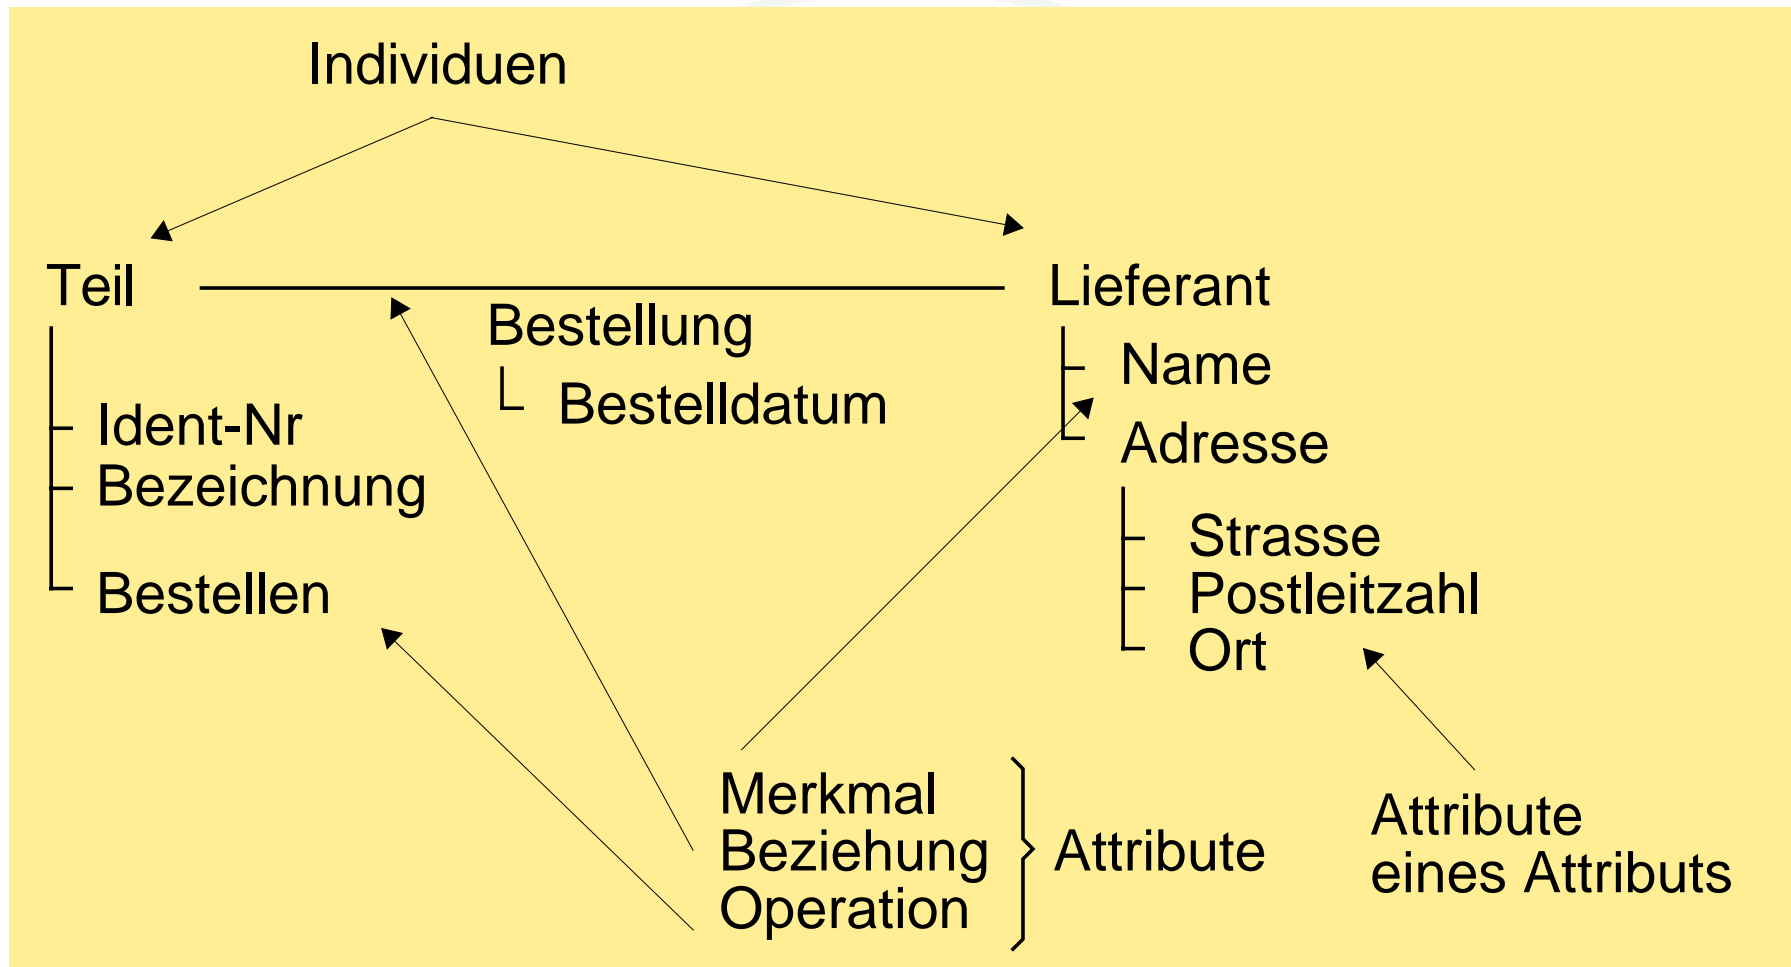 Individuen
Teil
Lieferant
Bestellung
Bestelldatum
Name
Adresse
Ident-Nr
Bezeichnung
Bestellen
Strasse
Postleitzahl
Ort
Merkmal
Beziehung
Operation
Attribute
Attribute
eines Attributs